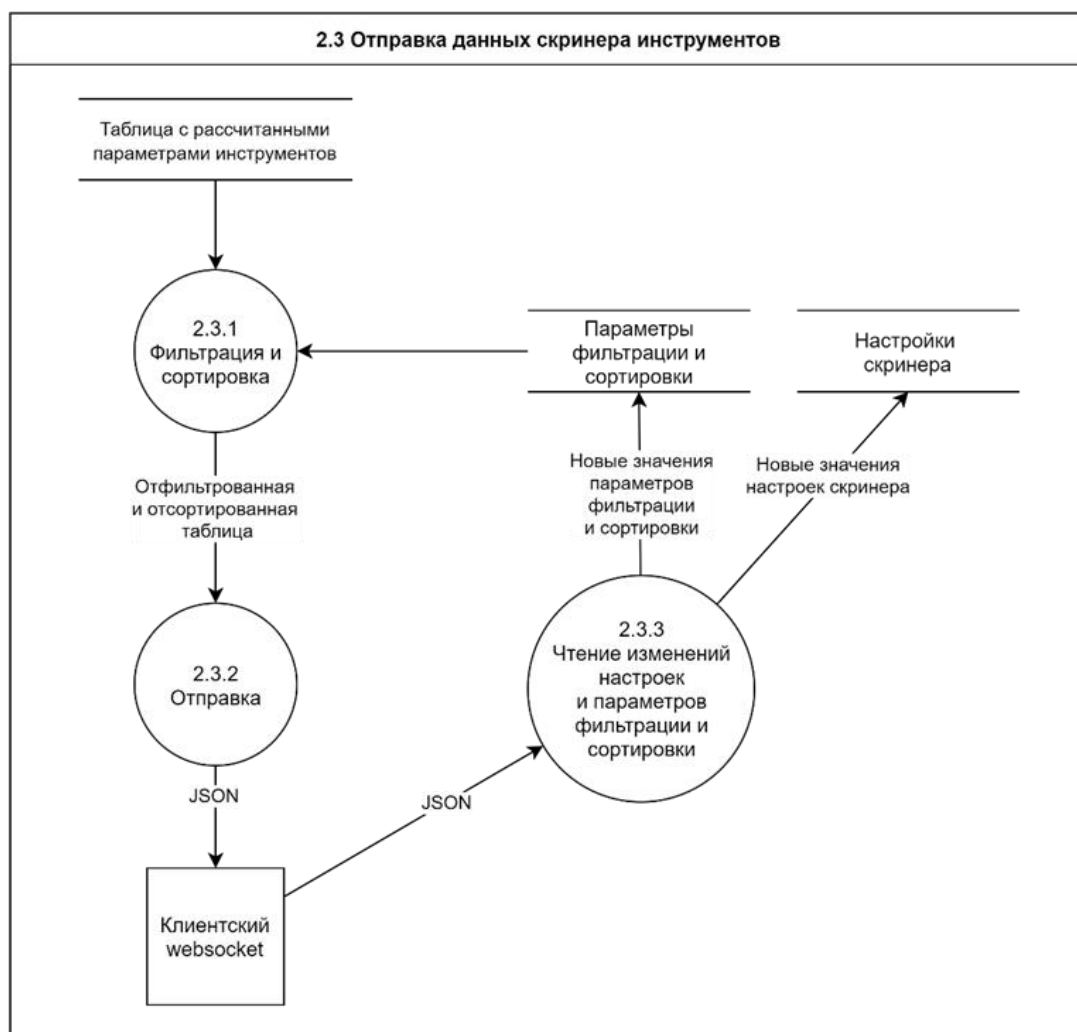 2.3 Отправка данных скринера инструментов
Таблица с рассчитанными
параметрами инструментов
2.3.1
Фильтрация и
сортировка
Параметры
фильтрации и
сортировки
Настройки
скринера
Отфильтрованная
и отсортированная
таблица
Новые значения
параметров
фильтрации
и сортировки
Новые значения
настроек скринера
2.3.2
Отправка
2.3.3
Чтение изменений
настроек
и параметров
фильтрации и
сортировки
JSON
JSON
Клиентский
websocket